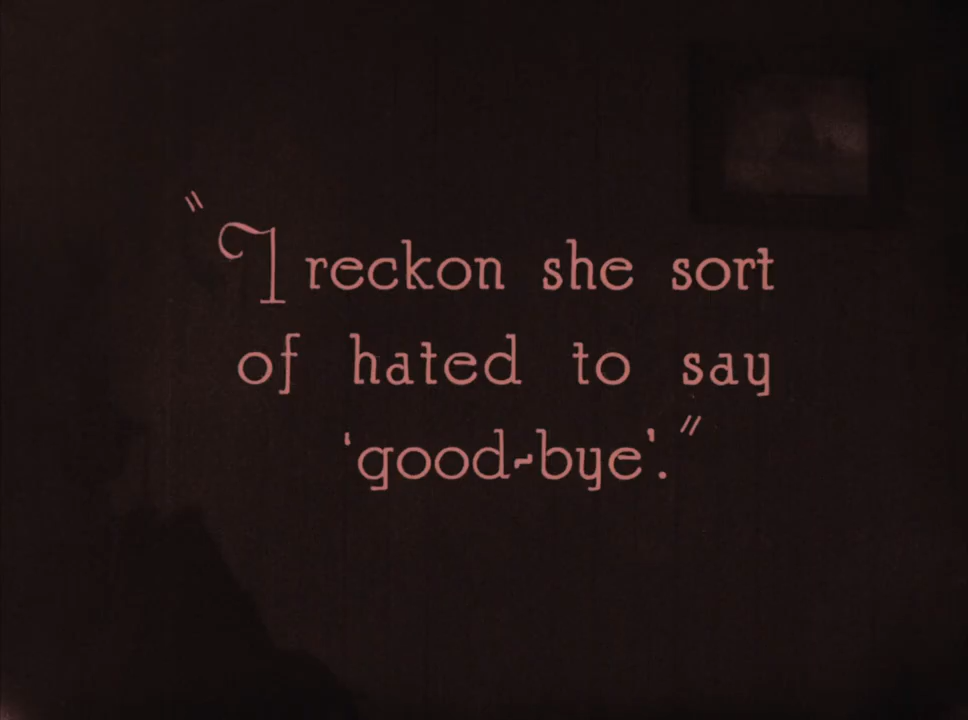 "I reckon she sort
of hated to say
'good-bye'."